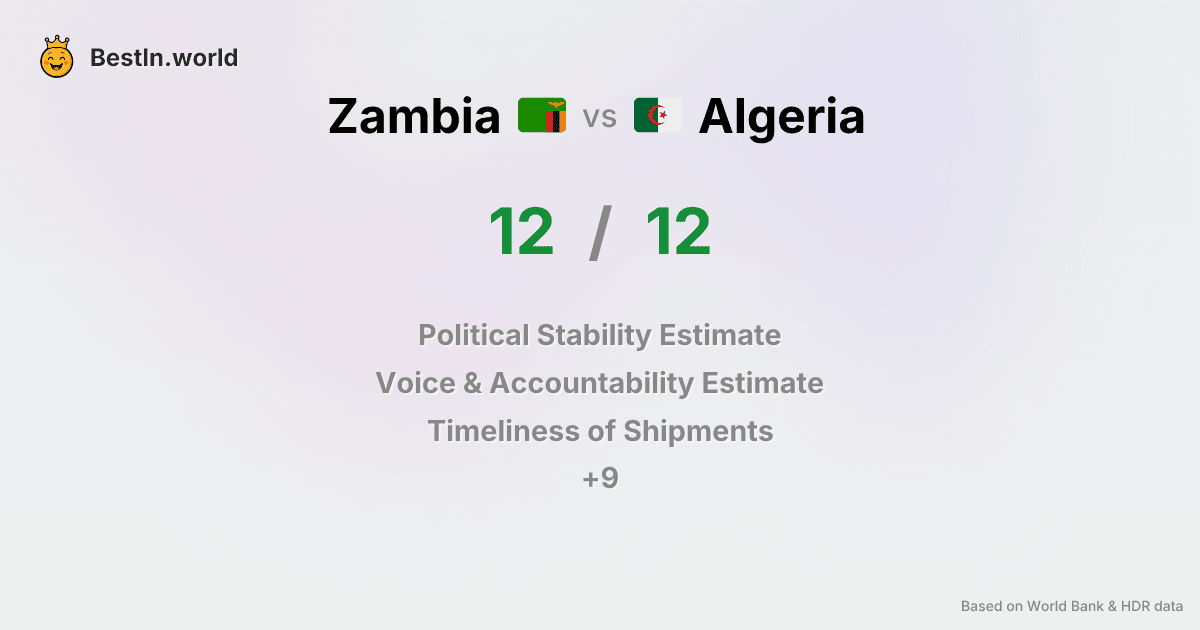 BestIn.world
Zambia vs Algeria
12 / 12
Political Stability Estimate
Voice & Accountability Estimate
Timeliness of Shipments
+9
Based on World Bank & HDR data